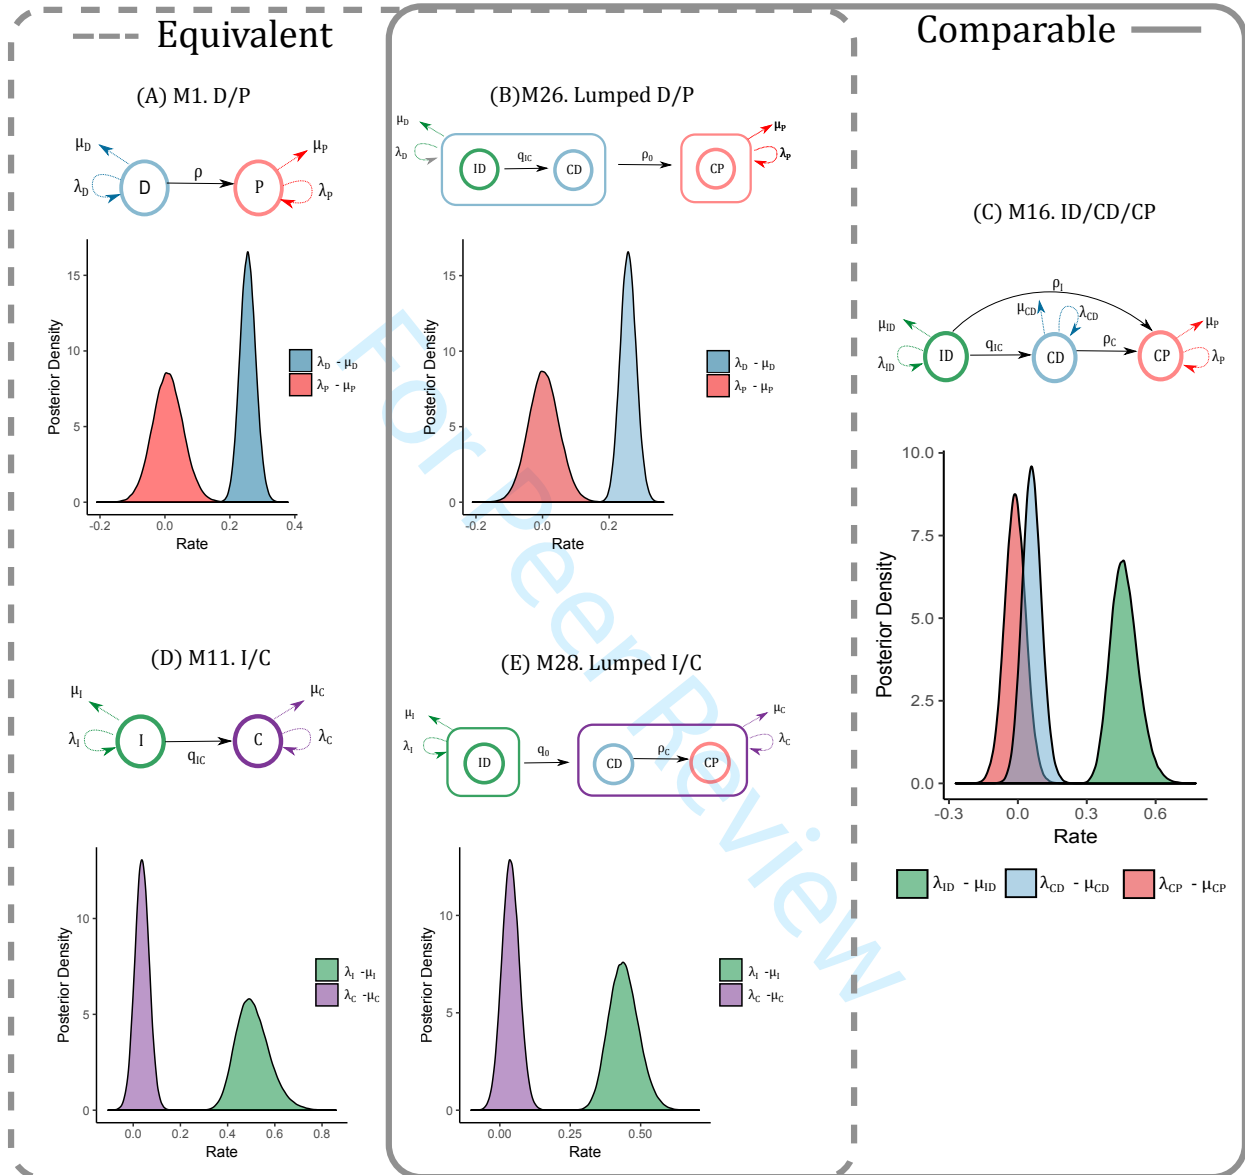 Equivalent
Comparable
(A) M1. D/P
μD
λD
D
ρ
P
μP
λP
15
10
5
0
Posterior Density
-0.2
0.0
0.2
0.4
Rate
λD - μD
λP - μP
(B)M26. Lumped D/P
μD
λD
ID
qIC
CD
ρ0
CP
μP
λP
15
10
5
0
Posterior Density
-0.2
0.0
0.2
Rate
λD - μD
λP - μP
(C) M16. ID/CD/CP
ρI
μID
λID
ID
qIC
μCD
λCD
CD
ρC
CP
μP
λP
10.0
7.5
5.0
2.5
0.0
Posterior Density
-0.3
0.0
0.3
0.6
Rate
λID - μID
λCD - μCD
λCP - μCP
(D) M11. I/C
μI
λI
I
qIC
C
μC
λC
10
5
0
Posterior Density
0.0
0.2
0.4
0.6
0.8
Rate
λI -μI
λC -μC
(E) M28. Lumped I/C
μI
λI
ID
q0
CD
ρC
CP
μC
λC
10
5
0
Posterior Density
0.00
0.25
0.50
Rate
λI -μI
λC -μC
For Peer Review